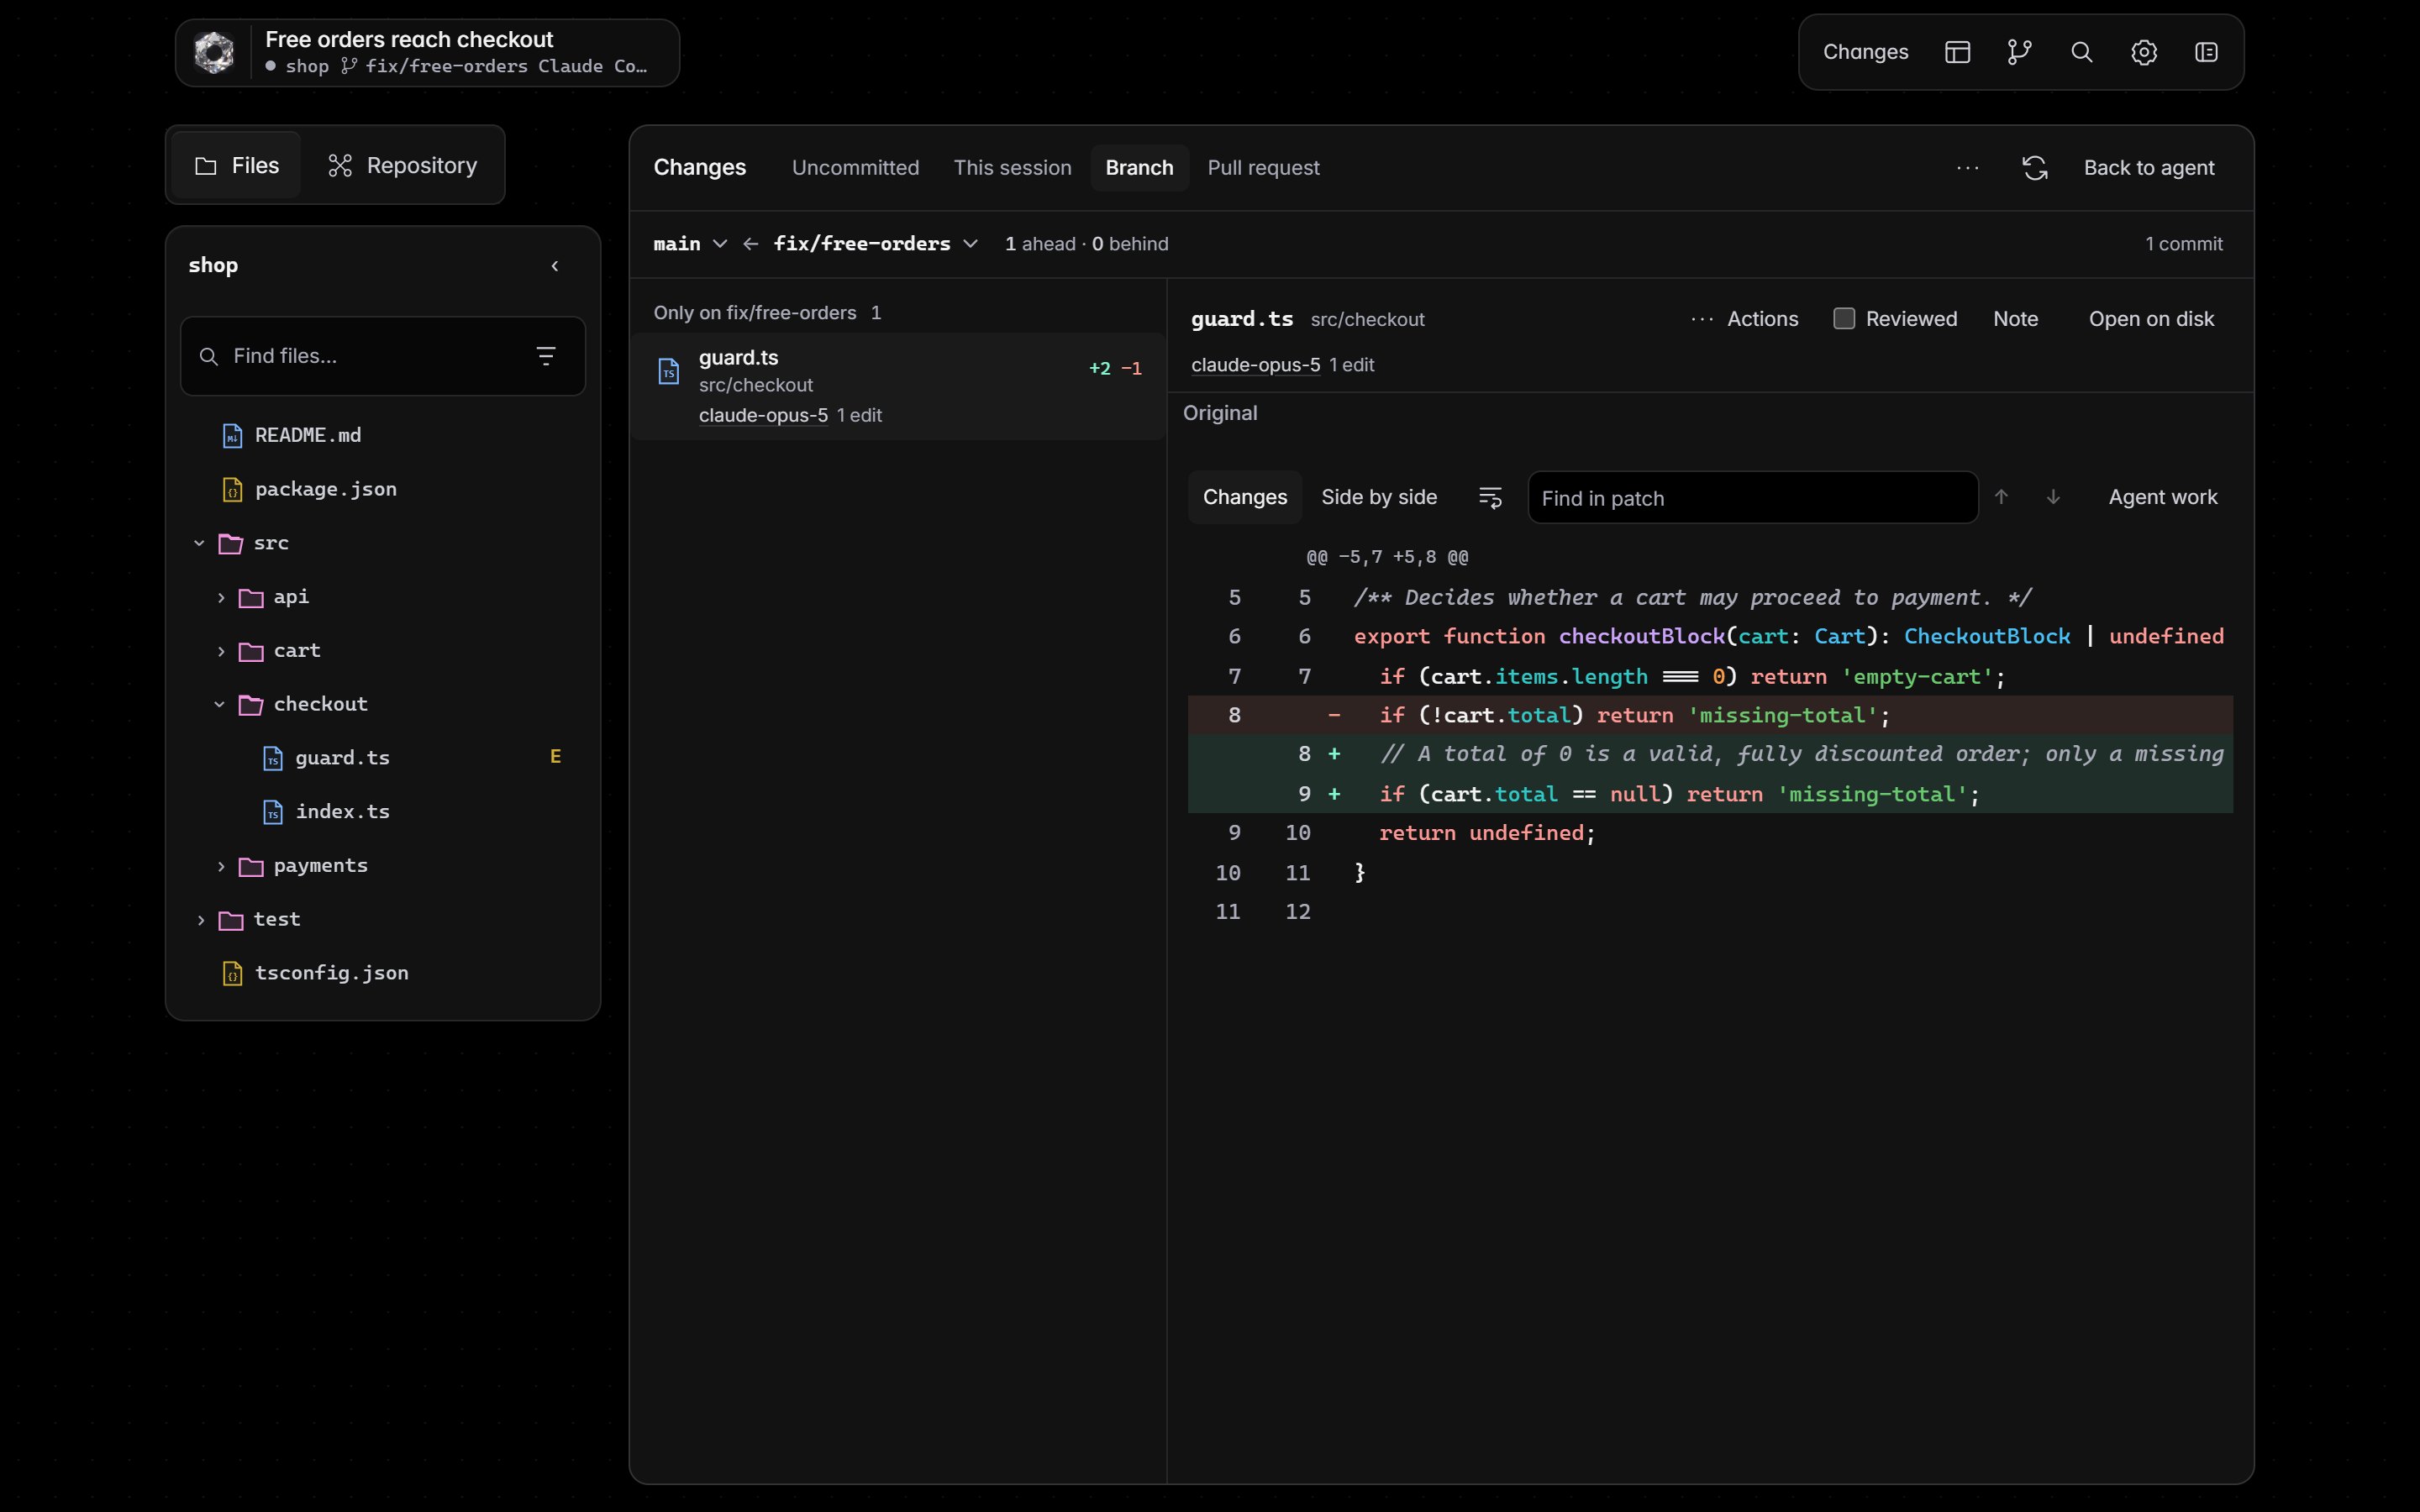 Free orders reach checkout
shop fix/free-orders Claude Co…
Changes
Files Repository
shop
Find files...
README.md
package.json
src
api
cart
checkout
guard.ts E
index.ts
payments
test
tsconfig.json
Changes Uncommitted This session Branch Pull request ··· Back to agent
main ← fix/free-orders 1 ahead · 0 behind 1 commit
Only on fix/free-orders 1
guard.ts +2 −1
src/checkout
claude-opus-5 1 edit
guard.ts src/checkout ··· Actions Reviewed Note Open on disk
claude-opus-5 1 edit
Original
Changes Side by side Find in patch ↑ ↓ Agent work
@@ −5,7 +5,8 @@
5 5 /** Decides whether a cart may proceed to payment. */
6 6 export function checkoutBlock(cart: Cart): CheckoutBlock | undefined
7 7 if (cart.items.length === 0) return 'empty-cart';
8 − if (!cart.total) return 'missing-total';
8 + // A total of 0 is a valid, fully discounted order; only a missing
9 + if (cart.total == null) return 'missing-total';
9 10 return undefined;
10 11 }
11 12